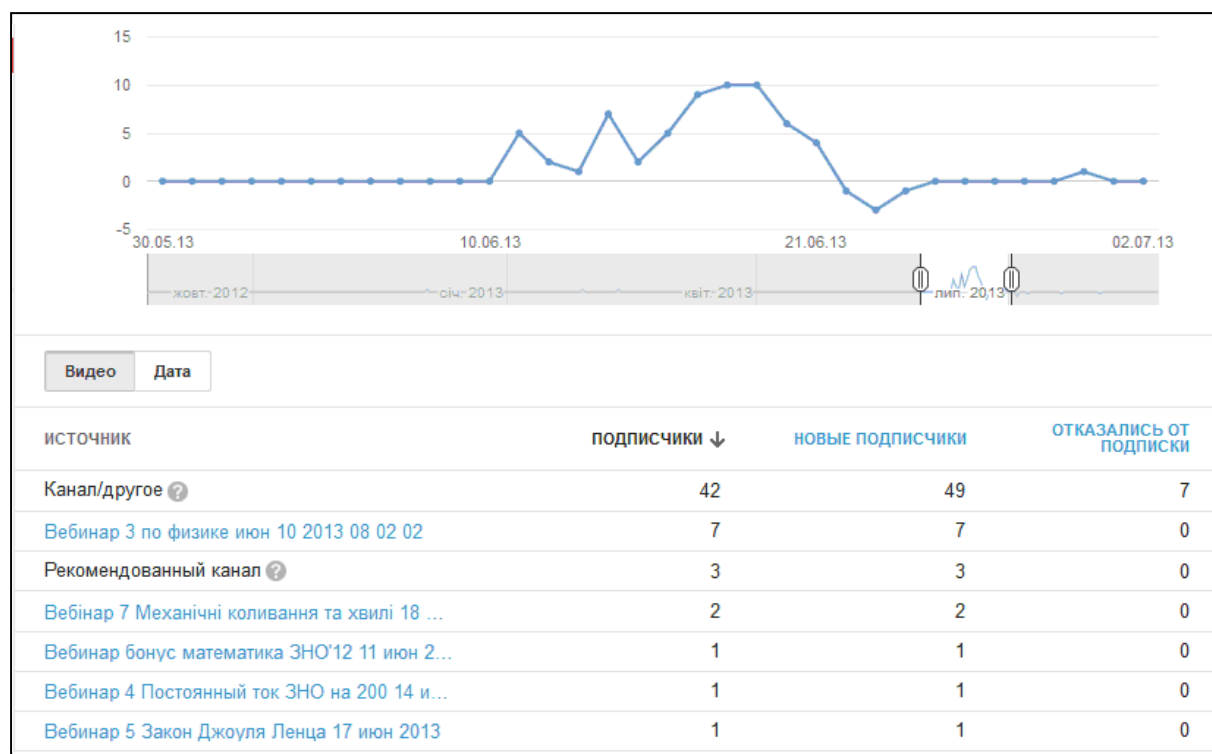 15
10
5
0
-5
30.05.13 10.06.13 21.06.13 02.07.13
жовт. 2012 січ. 2013 квіт. 2013 лип. 2013
Видео Дата
ИСТОЧНИК ПОДПИСЧИКИ ↓ НОВЫЕ ПОДПИСЧИКИ ОТКАЗАЛИСЬ ОТ
ПОДПИСКИ
Канал/другое ? 42 49 7
Вебинар 3 по физике июн 10 2013 08 02 02 7 7 0
Рекомендованный канал ? 3 3 0
Вебінар 7 Механічні коливання та хвилі 18 ... 2 2 0
Вебинар бонус математика ЗНО'12 11 июн 2... 1 1 0
Вебинар 4 Постоянный ток ЗНО на 200 14 и... 1 1 0
Вебинар 5 Закон Джоуля Ленца 17 июн 2013 1 1 0